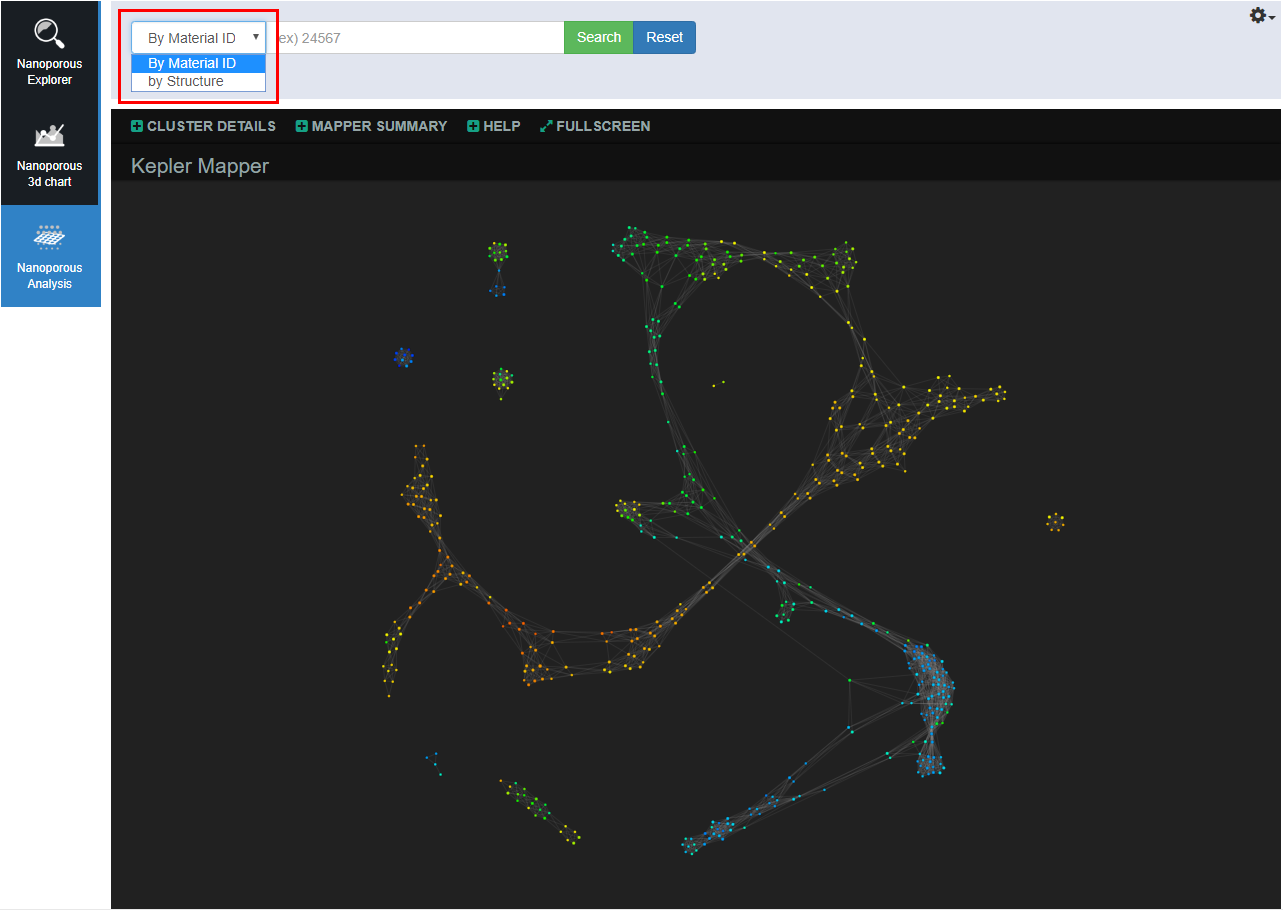 Nanoporous
Explorer
Nanoporous
3d chart
Nanoporous
Analysis
By Material ID
ex) 24567
Search
Reset
By Material ID
by Structure
CLUSTER DETAILS
MAPPER SUMMARY
HELP
FULLSCREEN
Kepler Mapper